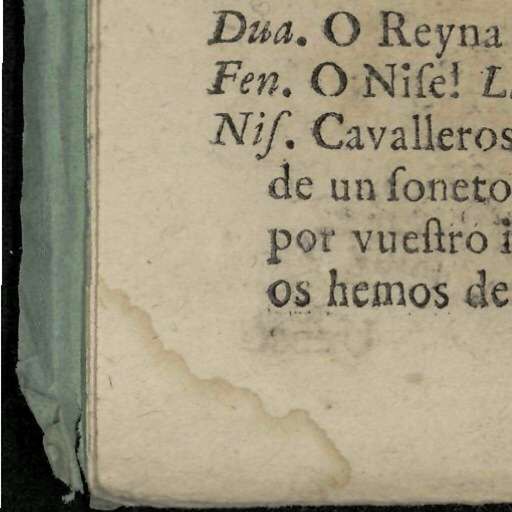 Dua. O Reyna
Fen. O Niſe! L
Niſ. Cavalleros
de un ſoneto
por vueſtro i
os hemos de